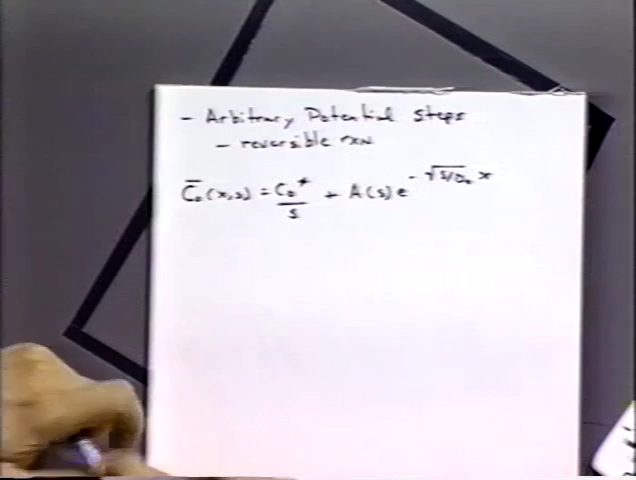 - Arbitrary Potential Steps
- reversible rxn
C̅ₒ(x,s) = Cₒ*/s + A(s)e^(-√(s/Dₒ) x)